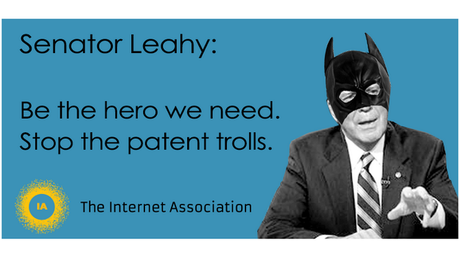 Senator Leahy:
Be the hero we need.
Stop the patent trolls.
IA
The Internet Association